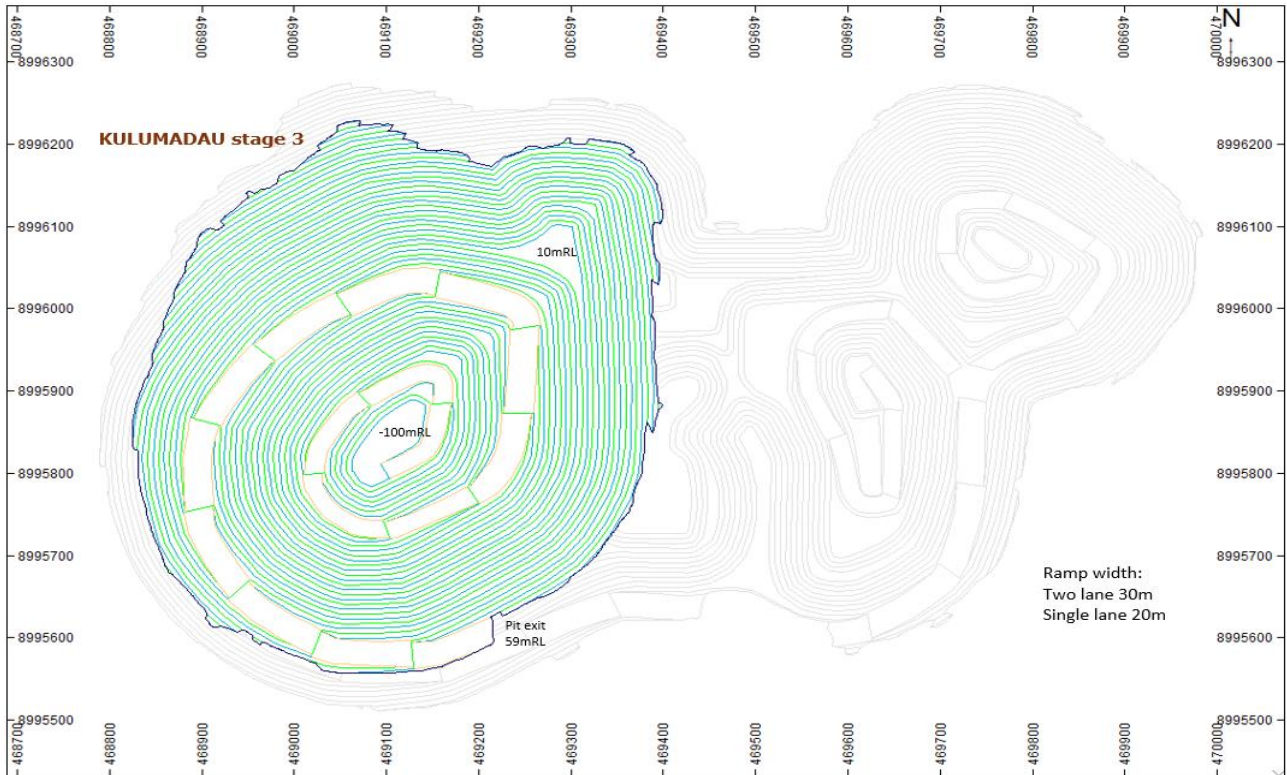 468700 468800 468900 469000 469100 469200 469300 469400 469500 469600 469700 469800 469900 470000
N
8996300 8996300
KULUMADAU stage 3
8996200 8996200
8996100 8996100
10mRL
8996000 8996000
8995900 8995900
-100mRL
8995800 8995800
8995700 8995700
Ramp width:
Two lane 30m
Single lane 20m
Pit exit
59mRL
8995600 8995600
8995500 8995500
468700 468800 468900 469000 469100 469200 469300 469400 469500 469600 469700 469800 469900 470000